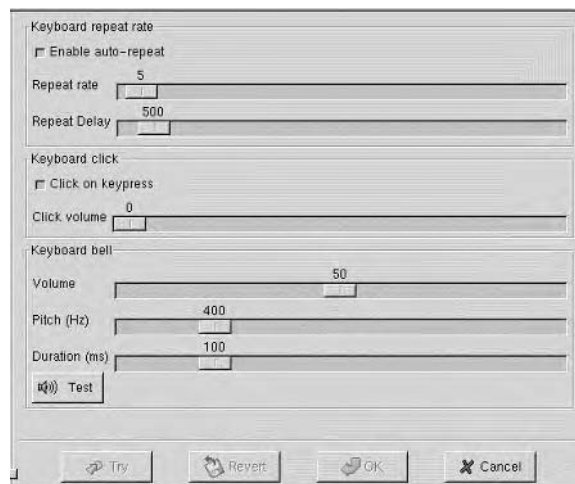 Keyboard repeat rate
Enable auto-repeat
5
Repeat rate
500
Repeat Delay
Keyboard click
Click on keypress
0
Click volume
Keyboard bell
50
Volume
400
Pitch (Hz)
100
Duration (ms)
Test
Try Revert OK Cancel